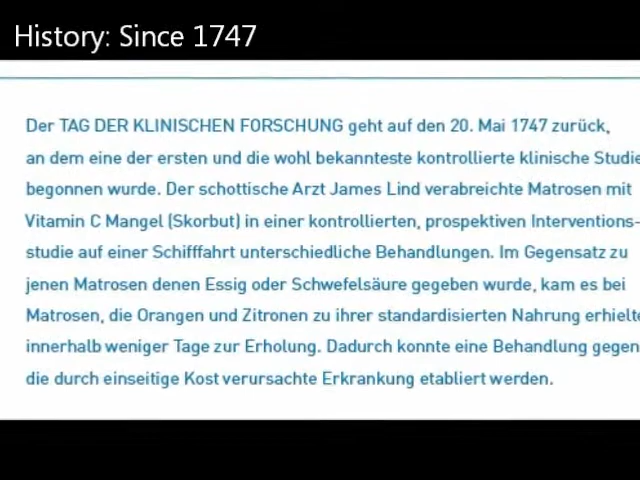 History: Since 1747
Der TAG DER KLINISCHEN FORSCHUNG geht auf den 20. Mai 1747 zurück,
an dem eine der ersten und die wohl bekannteste kontrollierte klinische Studie
begonnen wurde. Der schottische Arzt James Lind verabreichte Matrosen mit
Vitamin C Mangel (Skorbut) in einer kontrollierten, prospektiven Interventions-
studie auf einer Schifffahrt unterschiedliche Behandlungen. Im Gegensatz zu
jenen Matrosen denen Essig oder Schwefelsäure gegeben wurde, kam es bei
Matrosen, die Orangen und Zitronen zu ihrer standardisierten Nahrung erhielte
innerhalb weniger Tage zur Erholung. Dadurch konnte eine Behandlung gegen
die durch einseitige Kost verursachte Erkrankung etabliert werden.